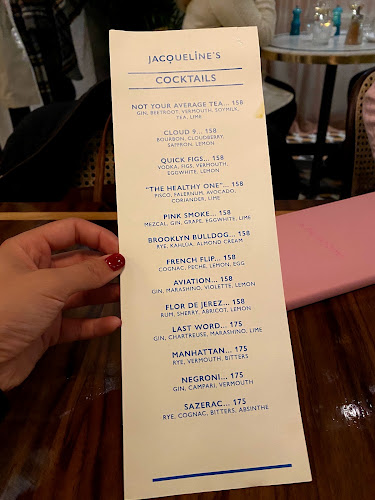 JACQUELINE'S
COCKTAILS
NOT YOUR AVERAGE TEA... 158
GIN, BEETROOT, VERMOUTH, SOYMILK,
TEA, LIME
CLOUD 9... 158
BOURBON, CLOUDBERRY,
SAFFRON, LEMON
QUICK FIGS... 158
VODKA, FIGS, VERMOUTH,
EGGWHITE, LEMON
"THE HEALTHY ONE"... 158
PISCO, FALERNUM, AVOCADO,
CORIANDER, LIME
PINK SMOKE... 158
MEZCAL, GIN, GRAPE, EGGWHITE, LIME
BROOKLYN BULLDOG... 158
RYE, KAHLUA, ALMOND CREAM
FRENCH FLIP... 158
COGNAC, PECHE, LEMON, EGG
AVIATION... 158
GIN, MARASHINO, VIOLETTE, LEMON
FLOR DE JEREZ... 158
RUM, SHERRY, ABRICOT, LEMON
LAST WORD... 175
GIN, CHARTREUSE, MARASHINO, LIME
MANHATTAN... 175
RYE, VERMOUTH, BITTERS
NEGRONI... 175
GIN, CAMPARI, VERMOUTH
SAZERAC... 175
RYE, COGNAC, BITTERS, ABSINTHE